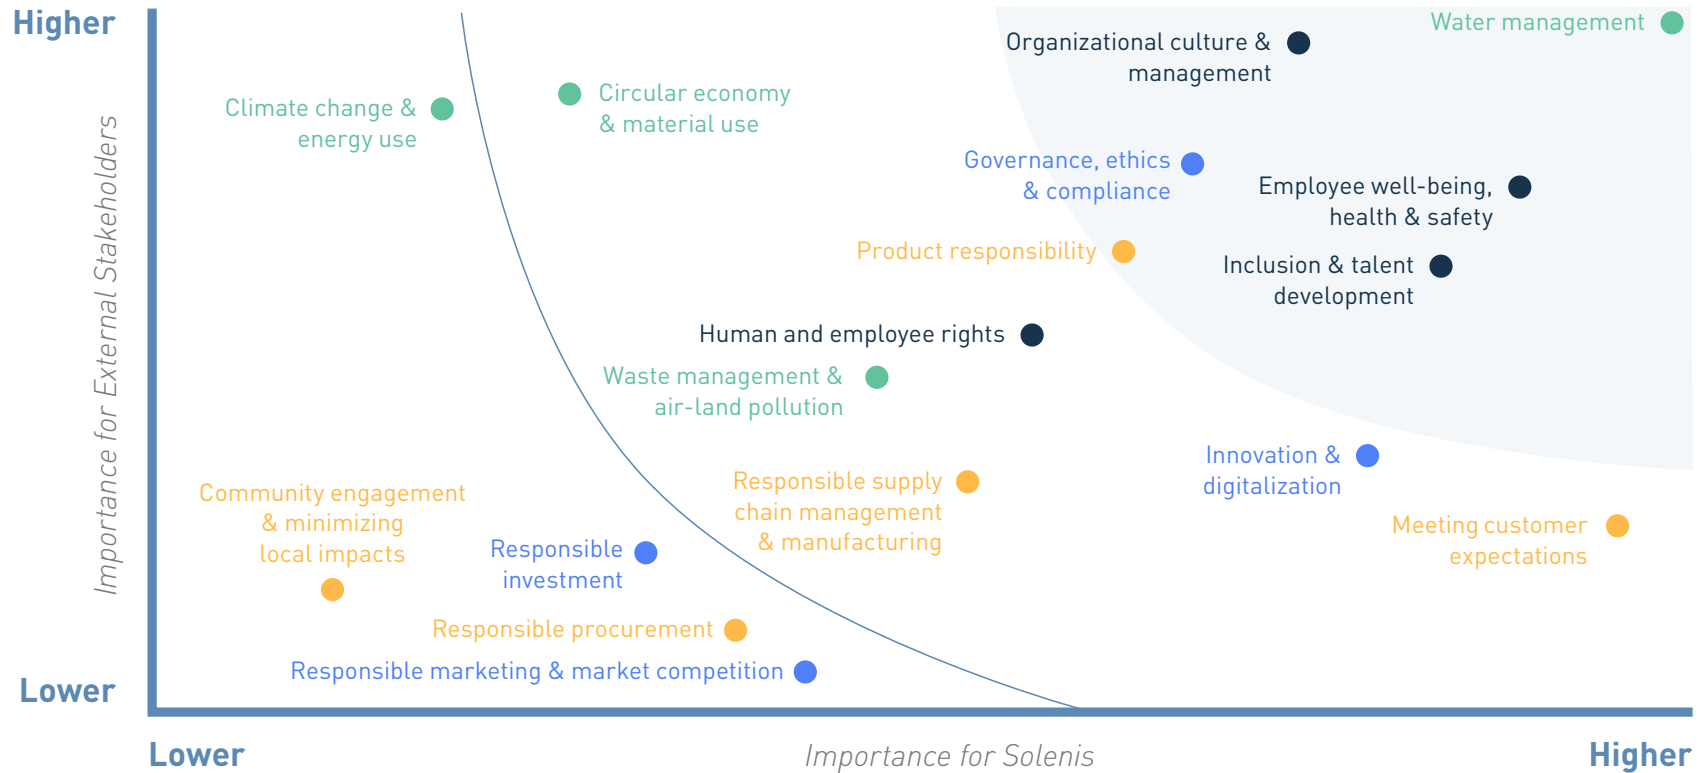 Higher
Water management
Organizational culture &
management
Climate change &
energy use
Circular economy
& material use
Governance, ethics
& compliance
Employee well-being,
health & safety
Product responsibility
Inclusion & talent
development
Human and employee rights
Waste management &
air-land pollution
Importance for External Stakeholders
Innovation &
digitalization
Responsible supply
chain management
& manufacturing
Community engagement
& minimizing
local impacts
Meeting customer
expectations
Responsible
investment
Responsible procurement
Responsible marketing & market competition
Lower
Lower
Importance for Solenis
Higher